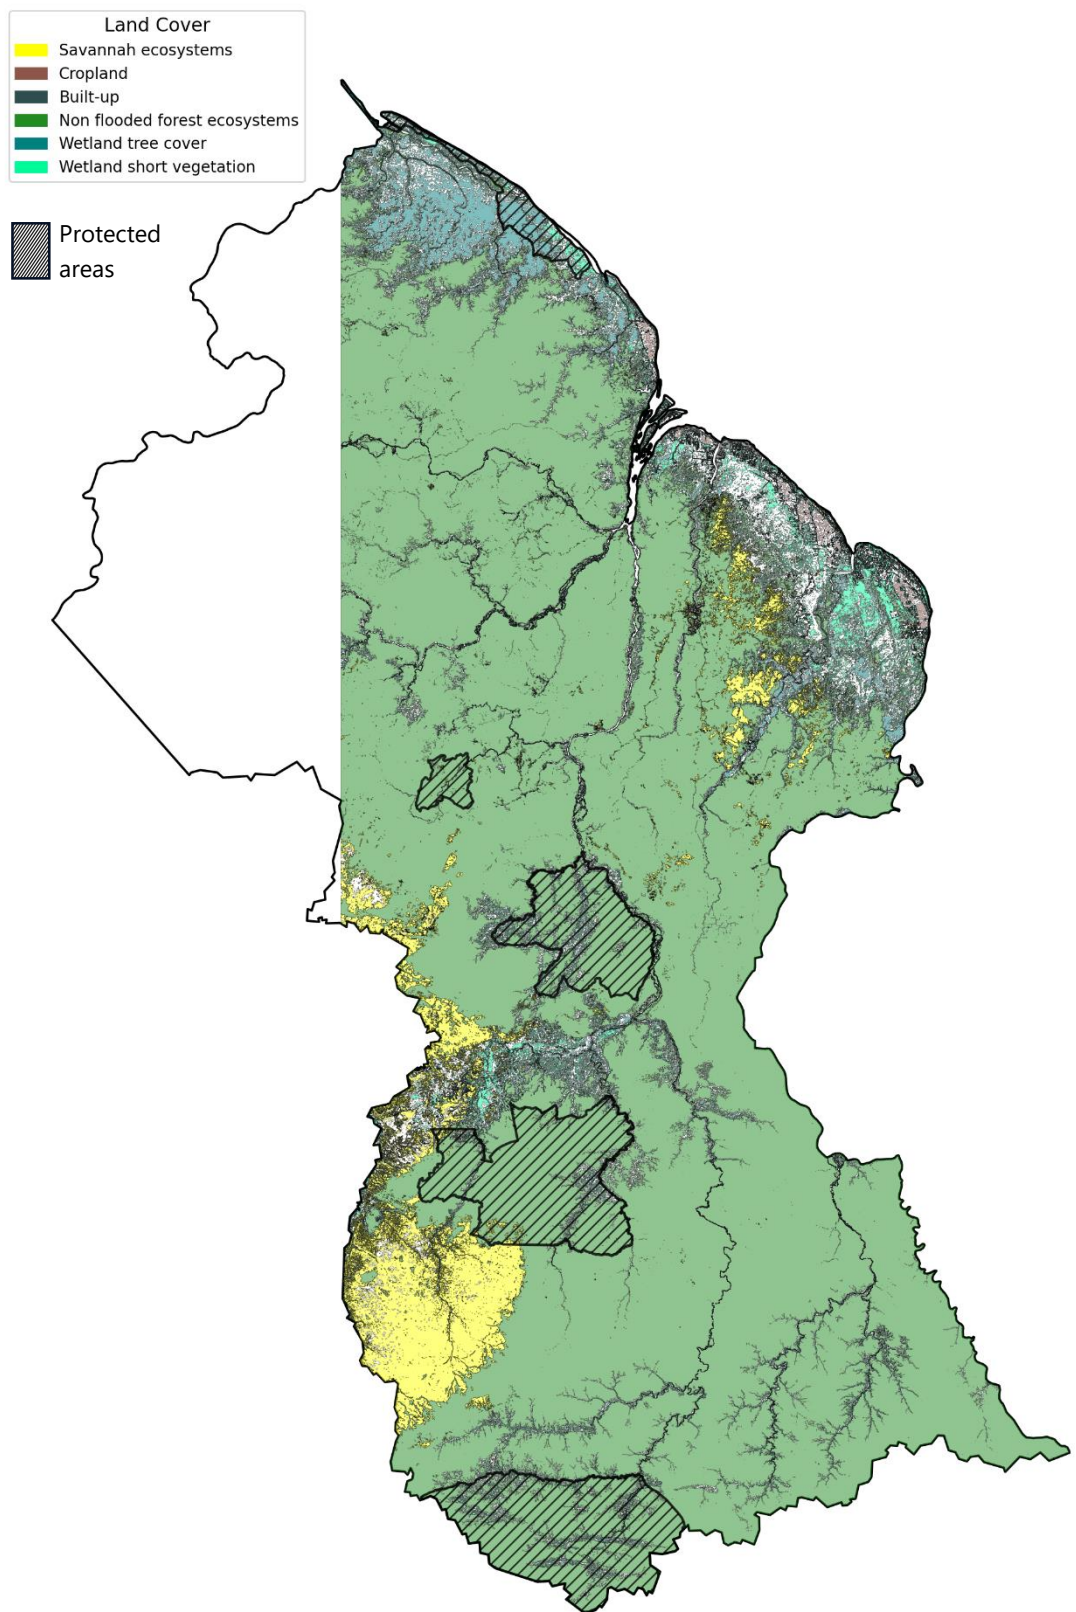 Land Cover
Savannah ecosystems
Cropland
Built-up
Non flooded forest ecosystems
Wetland tree cover
Wetland short vegetation
Protected
areas